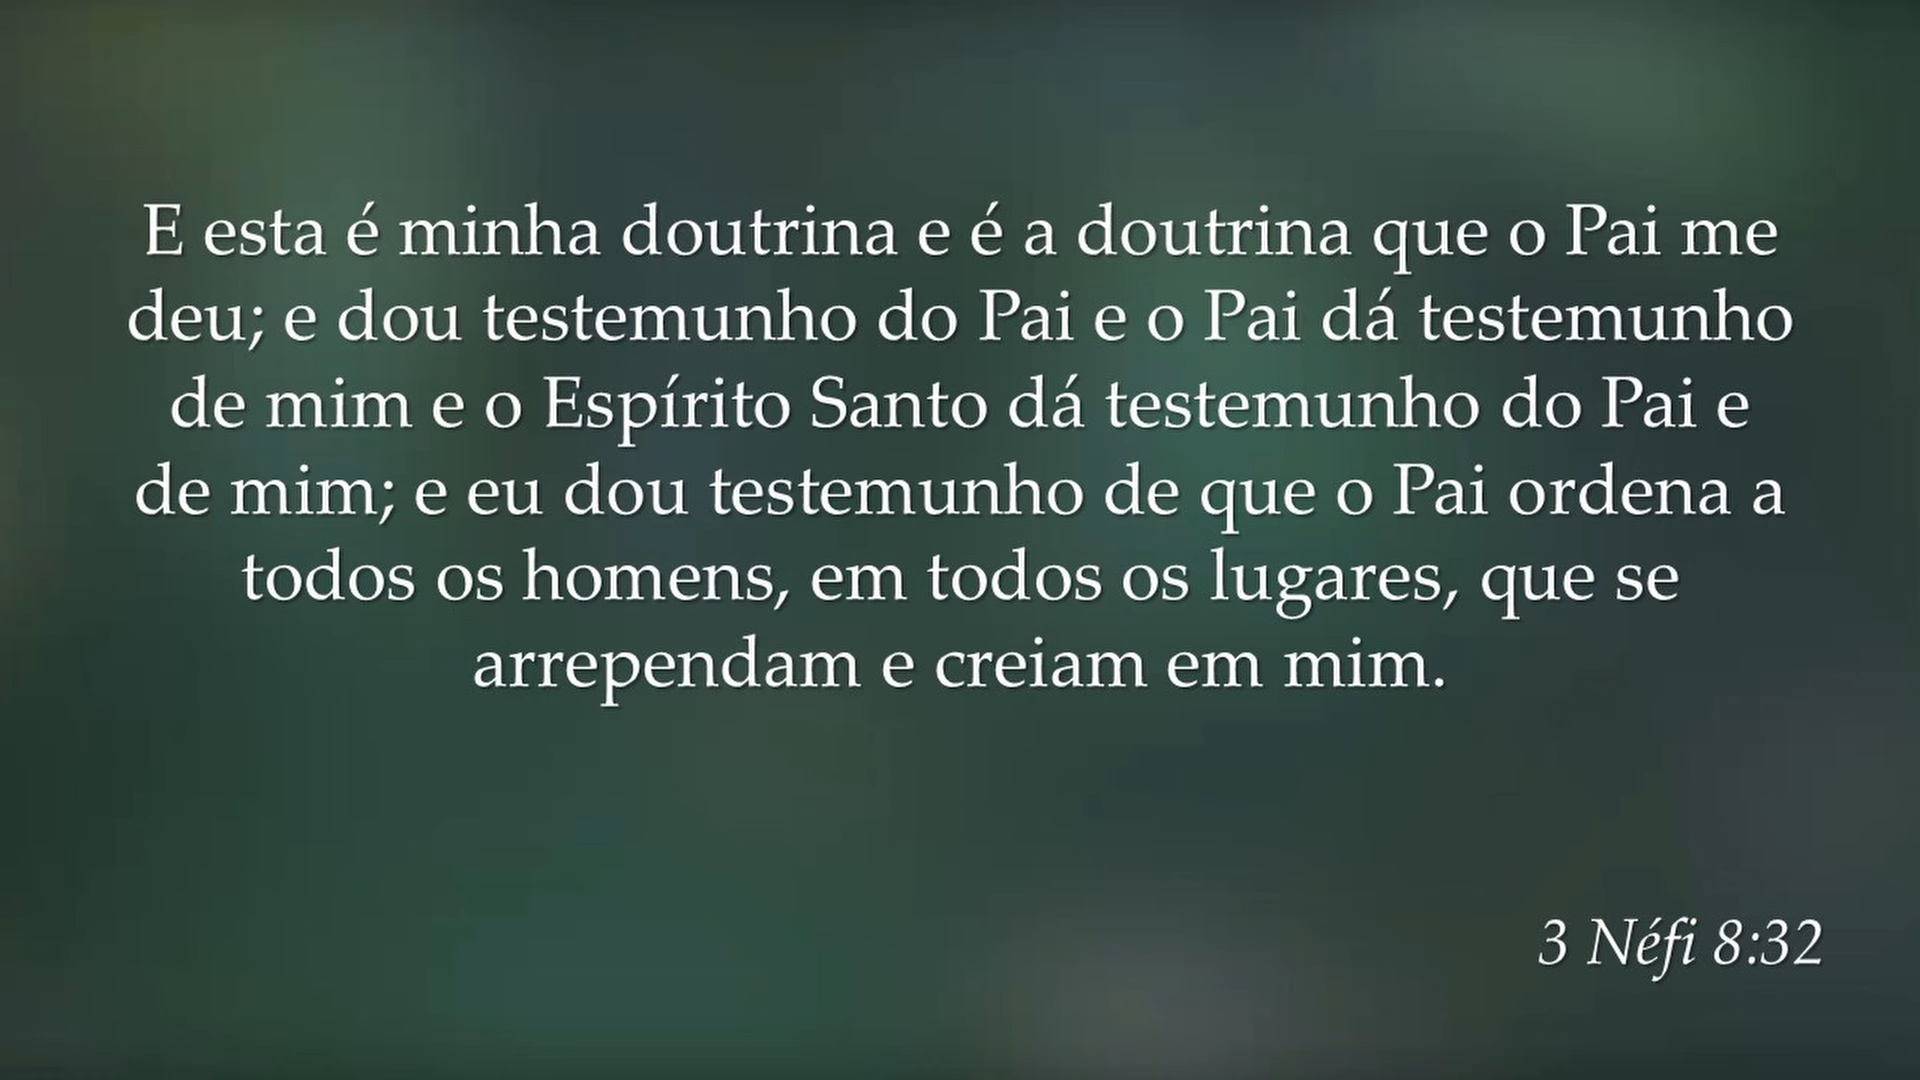 E esta é minha doutrina e é a doutrina que o Pai me
deu; e dou testemunho do Pai e o Pai dá testemunho
de mim e o Espírito Santo dá testemunho do Pai e
de mim; e eu dou testemunho de que o Pai ordena a
todos os homens, em todos os lugares, que se
arrependam e creiam em mim.
3 Néfi 8:32